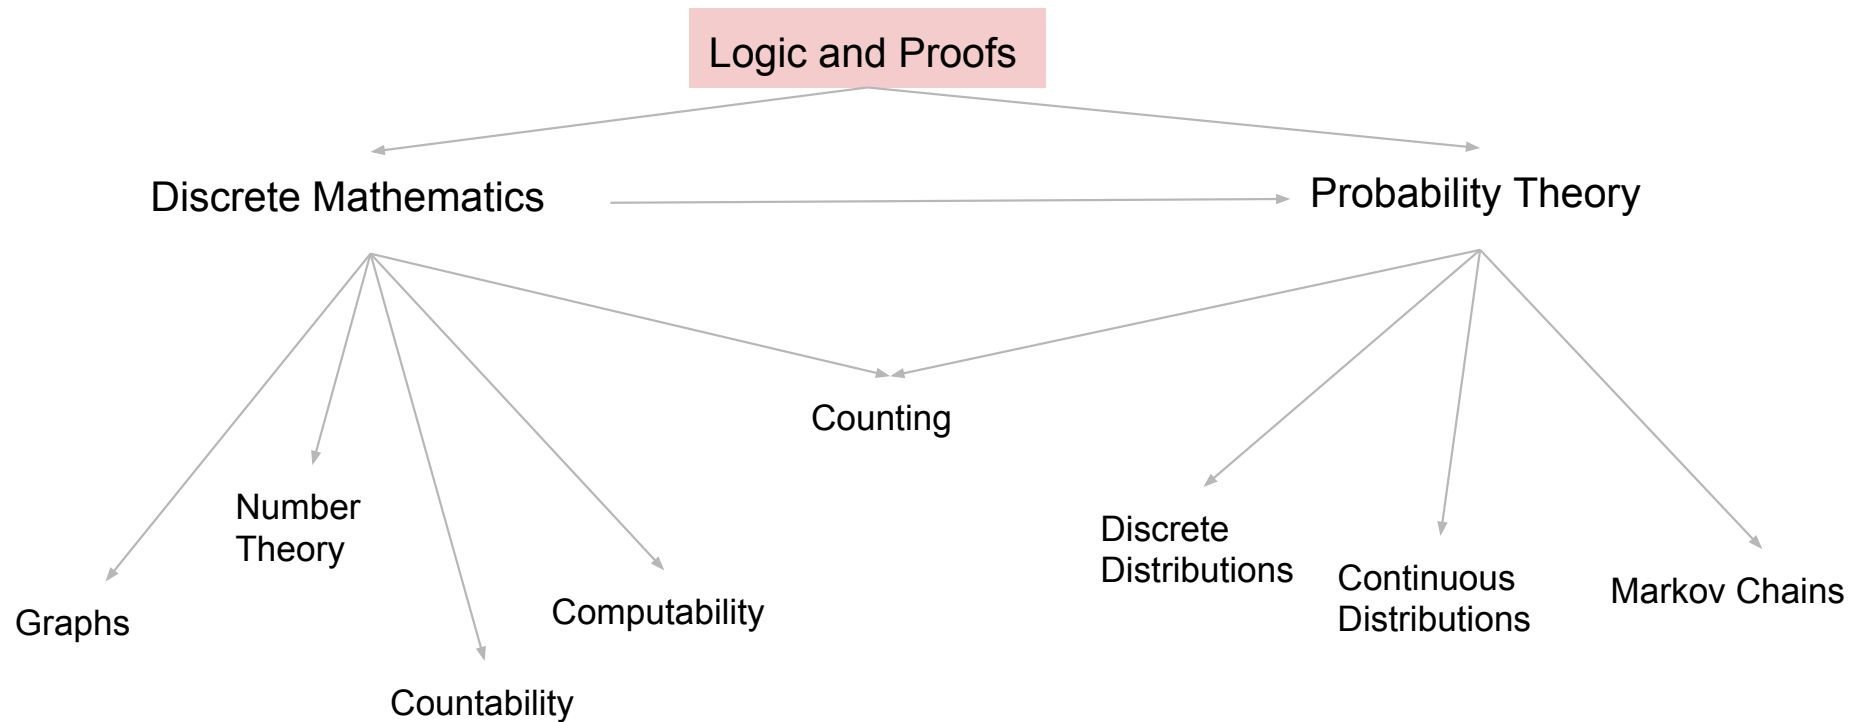 Logic and Proofs
Discrete Mathematics
Probability Theory
Counting
Number
Theory
Discrete
Distributions
Continuous
Distributions
Markov Chains
Graphs
Computability
Countability